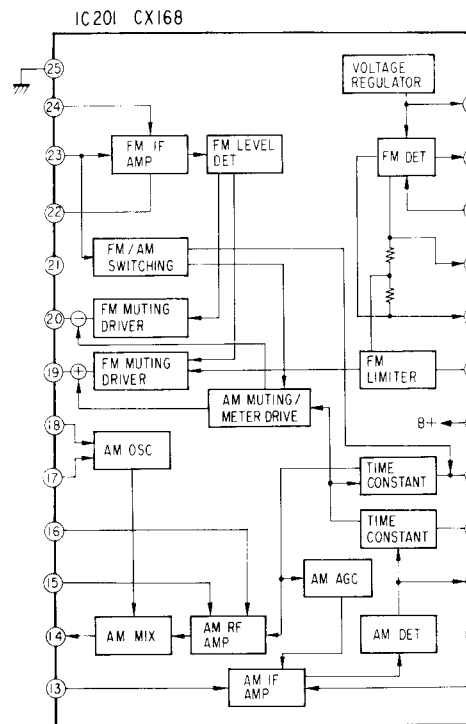 IC201 CX168
25
24
23
22
21
20
19
18
17
16
15
14
13
VOLTAGE
REGULATOR
FM IF
AMP
FM LEVEL
DET
FM DET
FM/AM
SWITCHING
FM MUTING
DRIVER
−
FM MUTING
DRIVER
+
FM
LIMITER
AM MUTING/
METER DRIVE
B+
AM OSC
TIME
CONSTANT
TIME
CONSTANT
AM AGC
AM MIX
AM RF
AMP
AM DET
AM IF
AMP